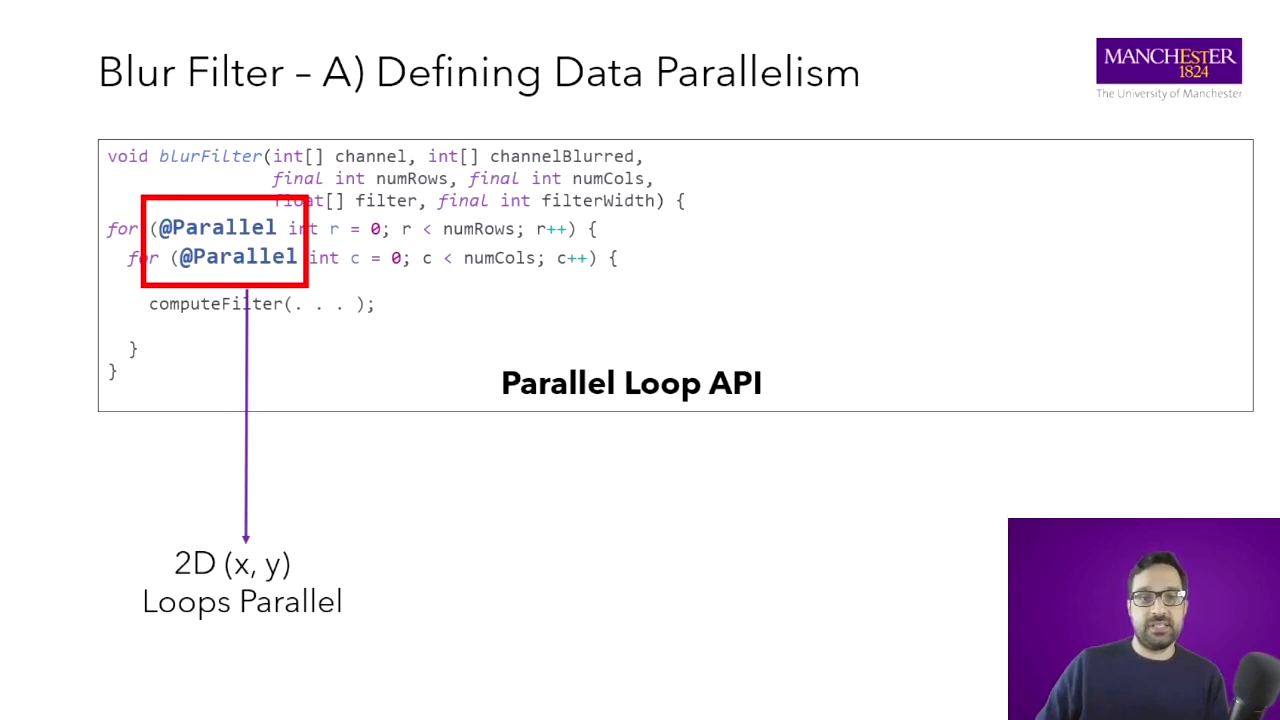 Blur Filter – A) Defining Data Parallelism
MANCHESTER
1824
The University of Manchester
void blurFilter(int[] channel, int[] channelBlurred,
final int numRows, final int numCols,
float[] filter, final int filterWidth) {
for (@Parallel int r = 0; r < numRows; r++) {
for (@Parallel int c = 0; c < numCols; c++) {
computeFilter(. . . );
}
}
Parallel Loop API
2D (x, y)
Loops Parallel